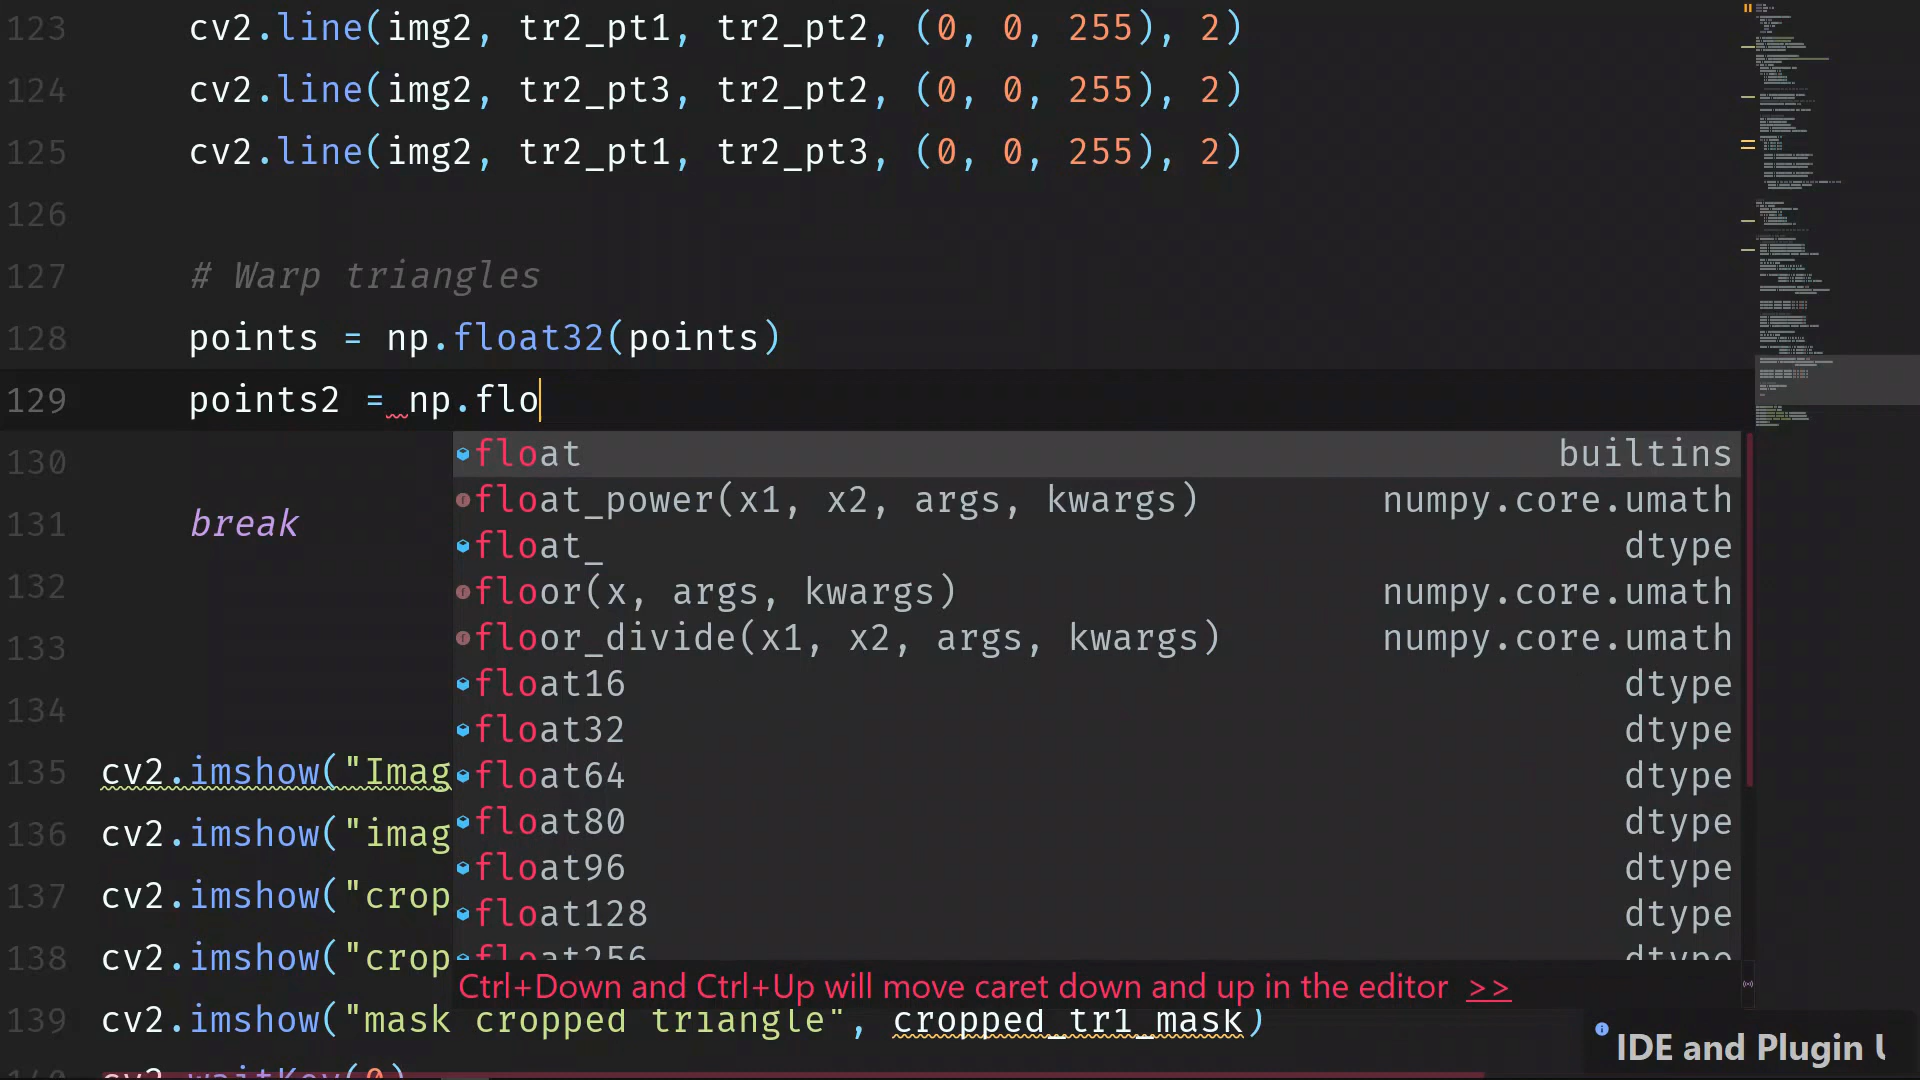 123 cv2.line(img2, tr2_pt1, tr2_pt2, (0, 0, 255), 2)
124 cv2.line(img2, tr2_pt3, tr2_pt2, (0, 0, 255), 2)
125 cv2.line(img2, tr2_pt1, tr2_pt3, (0, 0, 255), 2)
126
127 # Warp triangles
128 points = np.float32(points)
129 points2 = np.flo
float builtins
130
float_power(x1, x2, args, kwargs) numpy.core.umath
131 break
float_ dtype
132
floor(x, args, kwargs) numpy.core.umath
133
floor_divide(x1, x2, args, kwargs) numpy.core.umath
float16 dtype
134
float32 dtype
135 cv2.imshow("Imag
float64 dtype
float80 dtype
136 cv2.imshow("imag
float96 dtype
137 cv2.imshow("crop
float128 dtype
138 cv2.imshow("crop
float256 dtype
Ctrl+Down and Ctrl+Up will move caret down and up in the editor >>
139 cv2.imshow("mask cropped triangle", cropped_tr1_mask)
IDE and Plugin U
140 cv2.waitKey(0)